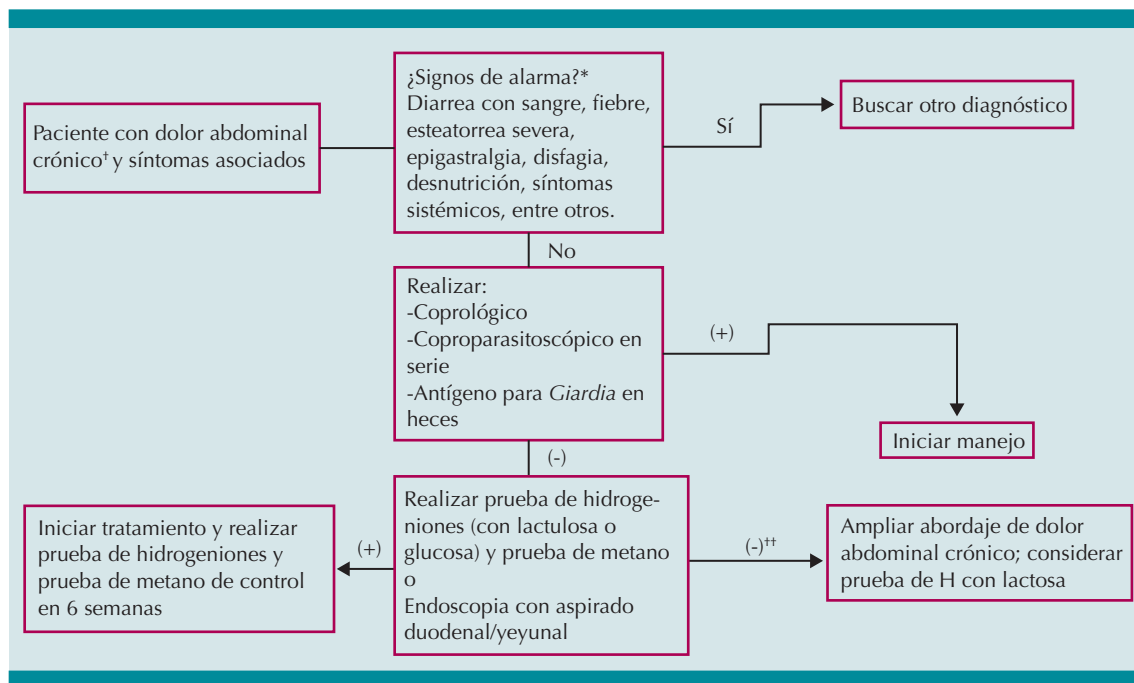 ¿Signos de alarma?*
Diarrea con sangre, fiebre,
esteatorrea severa,
epigastralgia, disfagia,
desnutrición, síntomas
sistémicos, entre otros.
Paciente con dolor abdominal
crónico† y síntomas asociados
Sí
Buscar otro diagnóstico
No
Realizar:
-Coprológico
-Coproparasitoscópico en
serie
-Antígeno para Giardia en
heces
(+)
Iniciar manejo
(-)
Realizar prueba de hidroge-
niones (con lactulosa o
glucosa) y prueba de metano
o
Endoscopia con aspirado
duodenal/yeyunal
(+)
Iniciar tratamiento y realizar
prueba de hidrogeniones y
prueba de metano de control
en 6 semanas
(-)††
Ampliar abordaje de dolor
abdominal crónico; considerar
prueba de H con lactosa